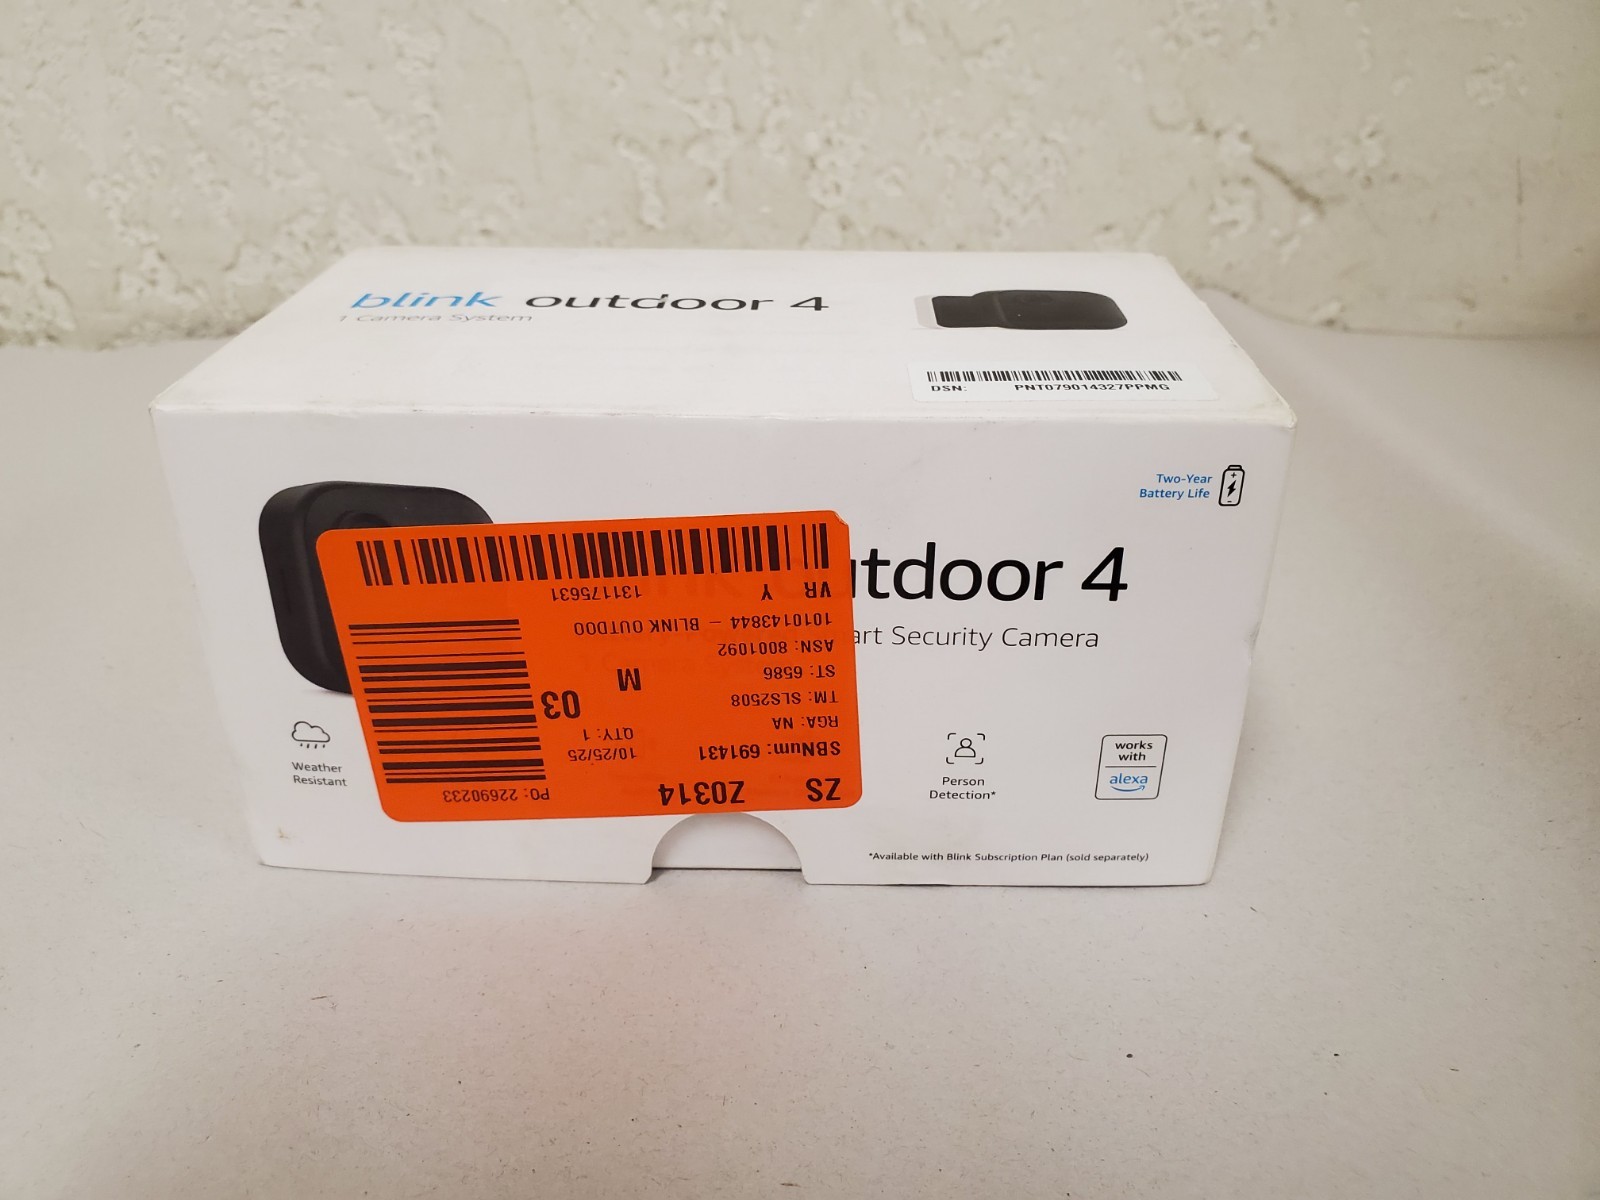 blink outdoor 4
1 Camera System
DSN: PNT079014327PPMG
Two-Year
Battery Life
tdoor 4
art Security Camera
VR Y 131175631
1010143844 – BLINK OUTDOO
ASN: 8001092
ST: 6586
M
TM: SLS2508
03
RGA: NA
QTY: 1
SBNum: 691431
10/25/25
ZS Z0314
PO: 22690233
Weather
Resistant
Person
Detection*
works
with
alexa
*Available with Blink Subscription Plan (sold separately)